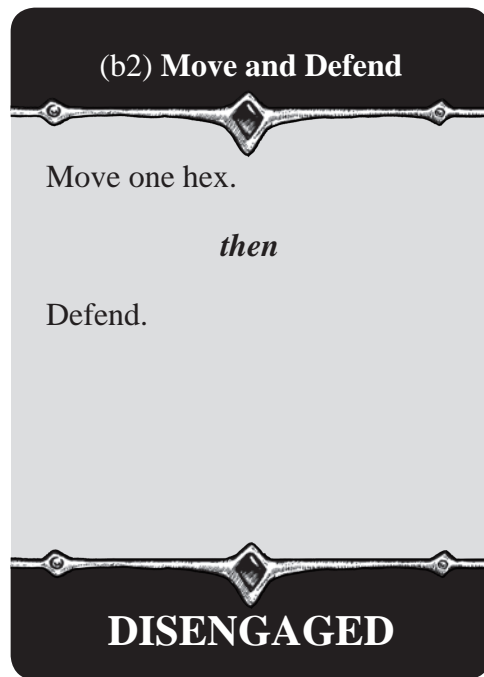 (b2) Move and Defend
Move one hex.
then
Defend.
DISENGAGED